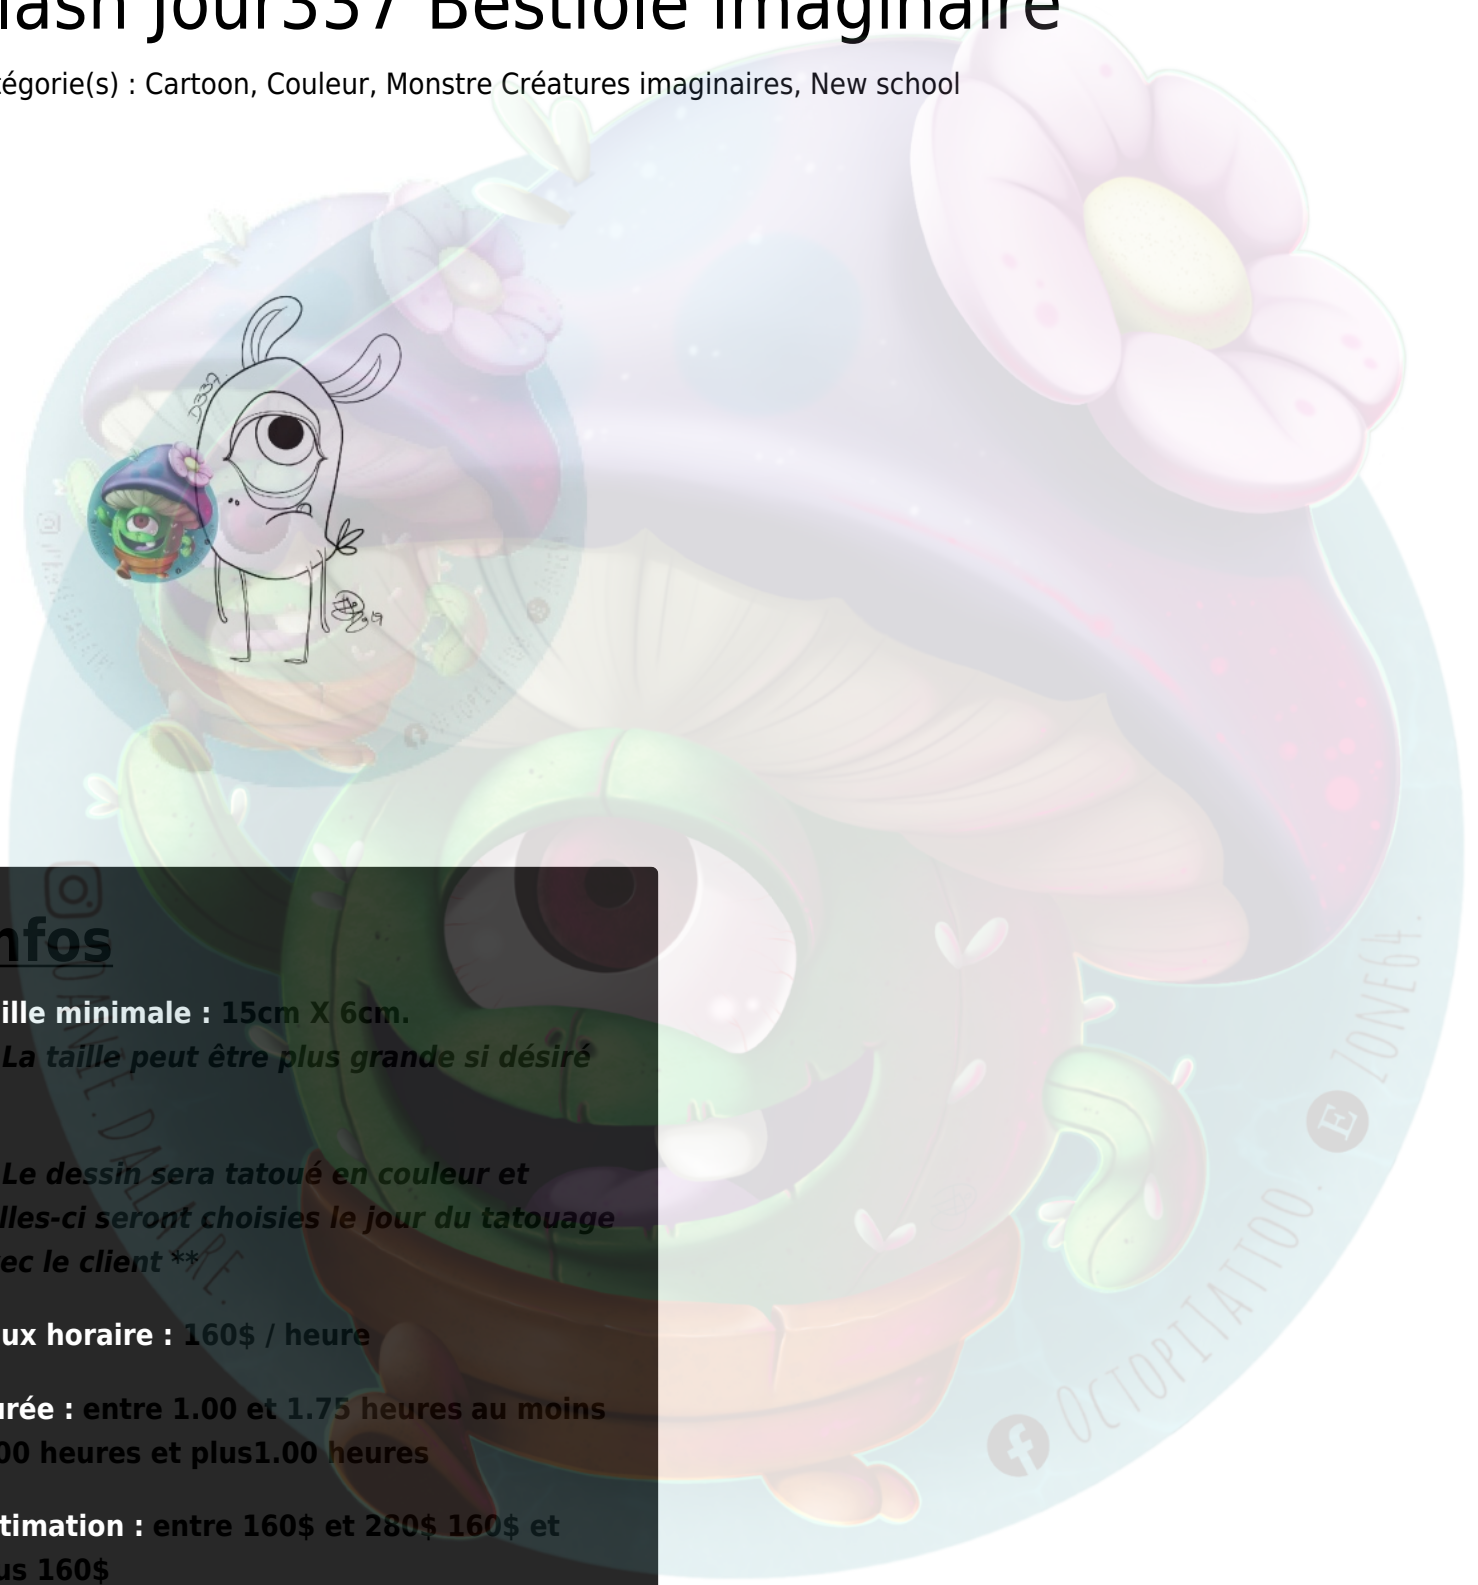 lash Jour337 Bestiole imaginaire
tégorie(s) : Cartoon, Couleur, Monstre Créatures imaginaires, New school
D337
nfos
ille minimale : 15cm X 6cm.
La taille peut être plus grande si désiré
Le dessin sera tatoué en couleur et
lles-ci seront choisies le jour du tatouage
ec le client **
ux horaire : 160$ / heure
urée : entre 1.00 et 1.75 heures au moins
00 heures et plus1.00 heures
timation : entre 160$ et 280$ 160$ et
us 160$
OCTOPITATTOO.
ZONE64.